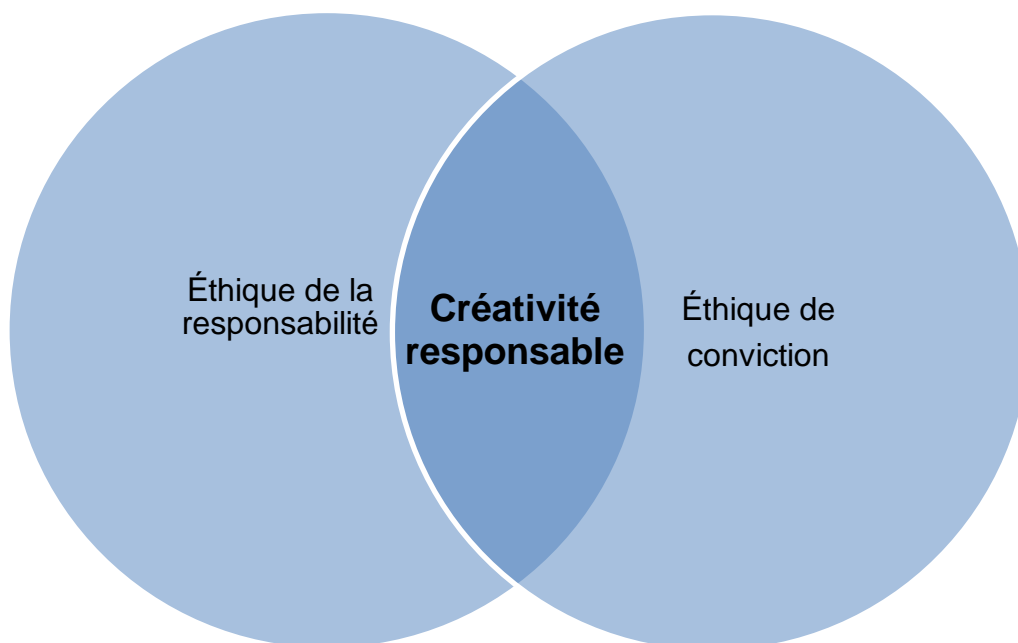 Éthique de la
responsabilité
Créativité
responsable
Éthique de
conviction